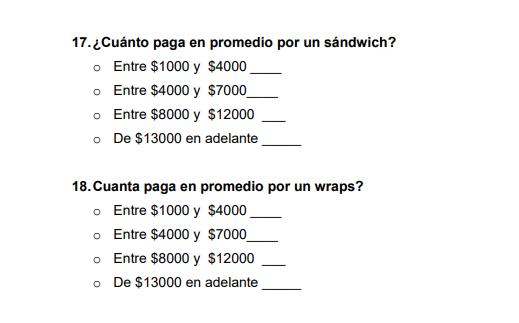 17.¿Cuánto paga en promedio por un sándwich?
o Entre $1000 y $4000 ____
o Entre $4000 y $7000____
o Entre $8000 y $12000 ___
o De $13000 en adelante _____
18.Cuanta paga en promedio por un wraps?
o Entre $1000 y $4000 ____
o Entre $4000 y $7000____
o Entre $8000 y $12000 ___
o De $13000 en adelante _____